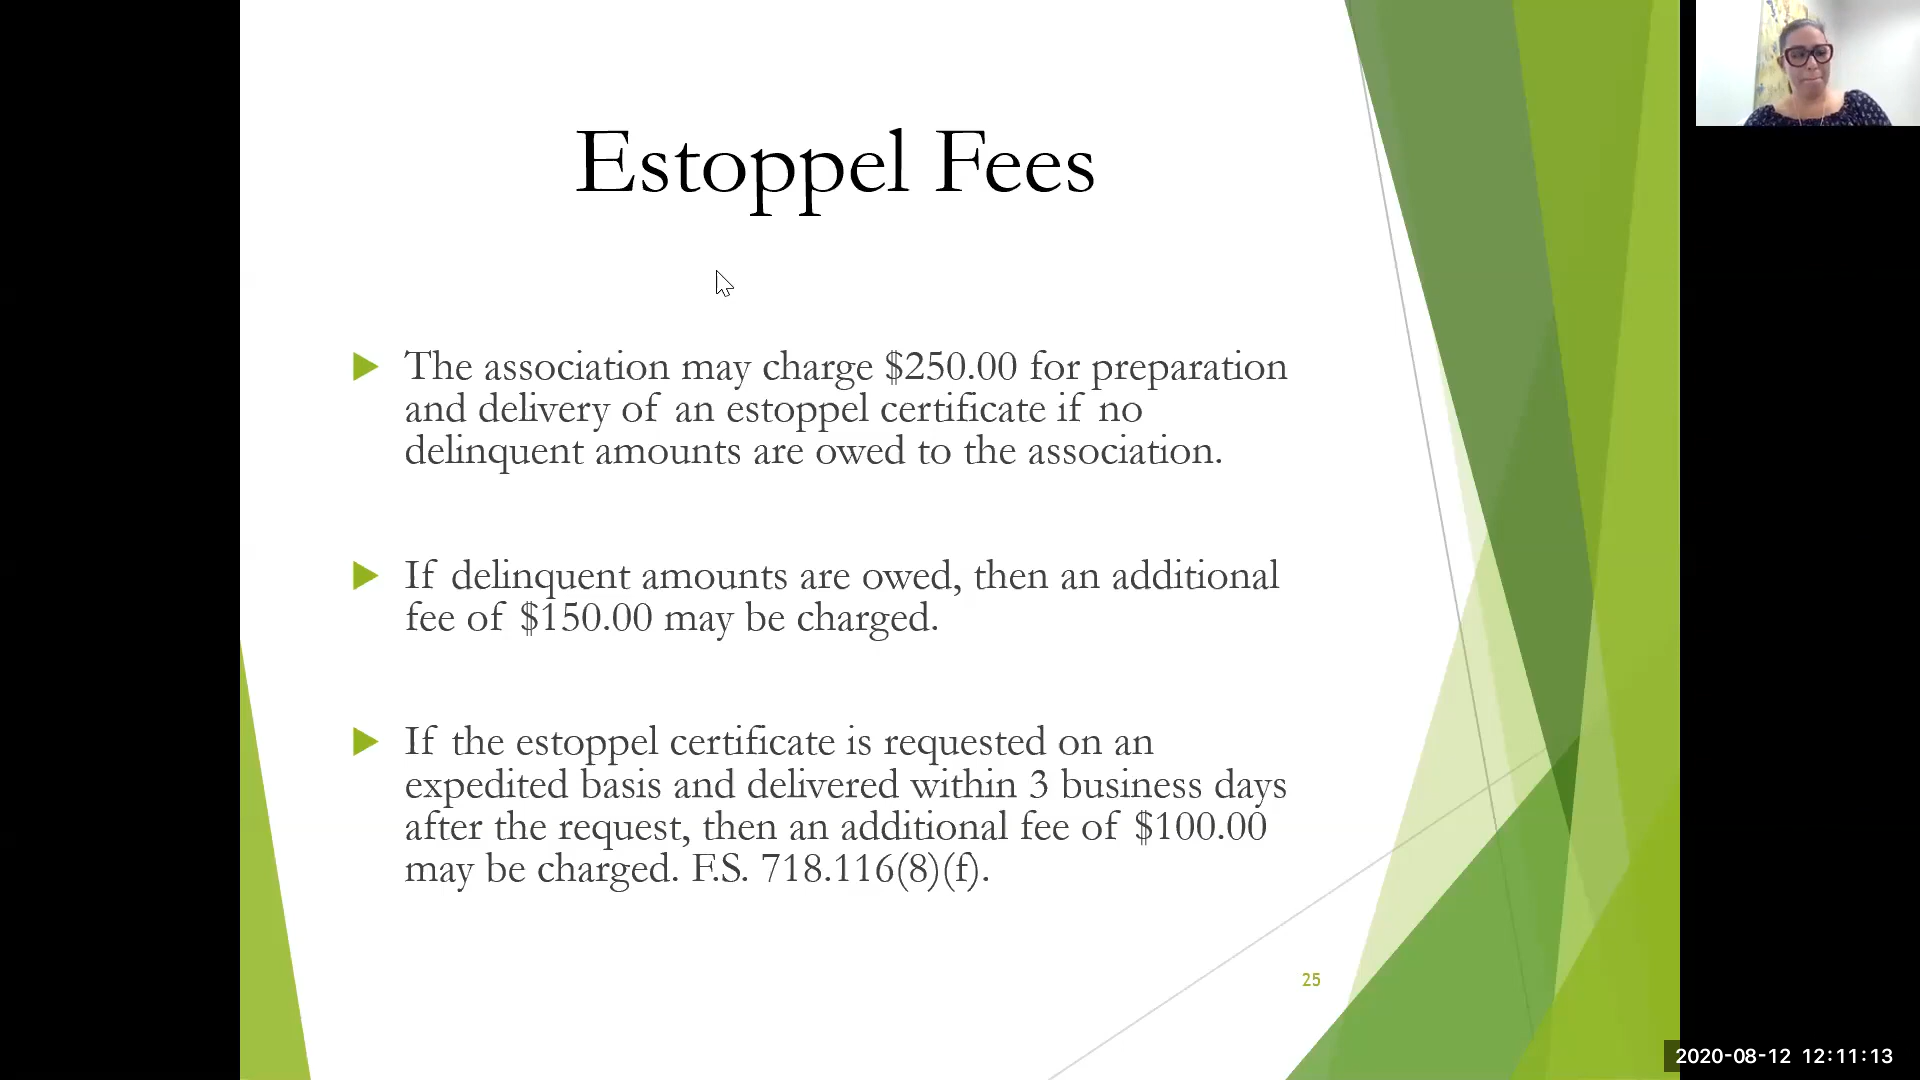 Estoppel Fees
The association may charge $250.00 for preparation
and delivery of an estoppel certificate if no
delinquent amounts are owed to the association.
If delinquent amounts are owed, then an additional
fee of $150.00 may be charged.
If the estoppel certificate is requested on an
expedited basis and delivered within 3 business days
after the request, then an additional fee of $100.00
may be charged. F.S. 718.116(8)(f).
25
2020-08-12 12:11:13